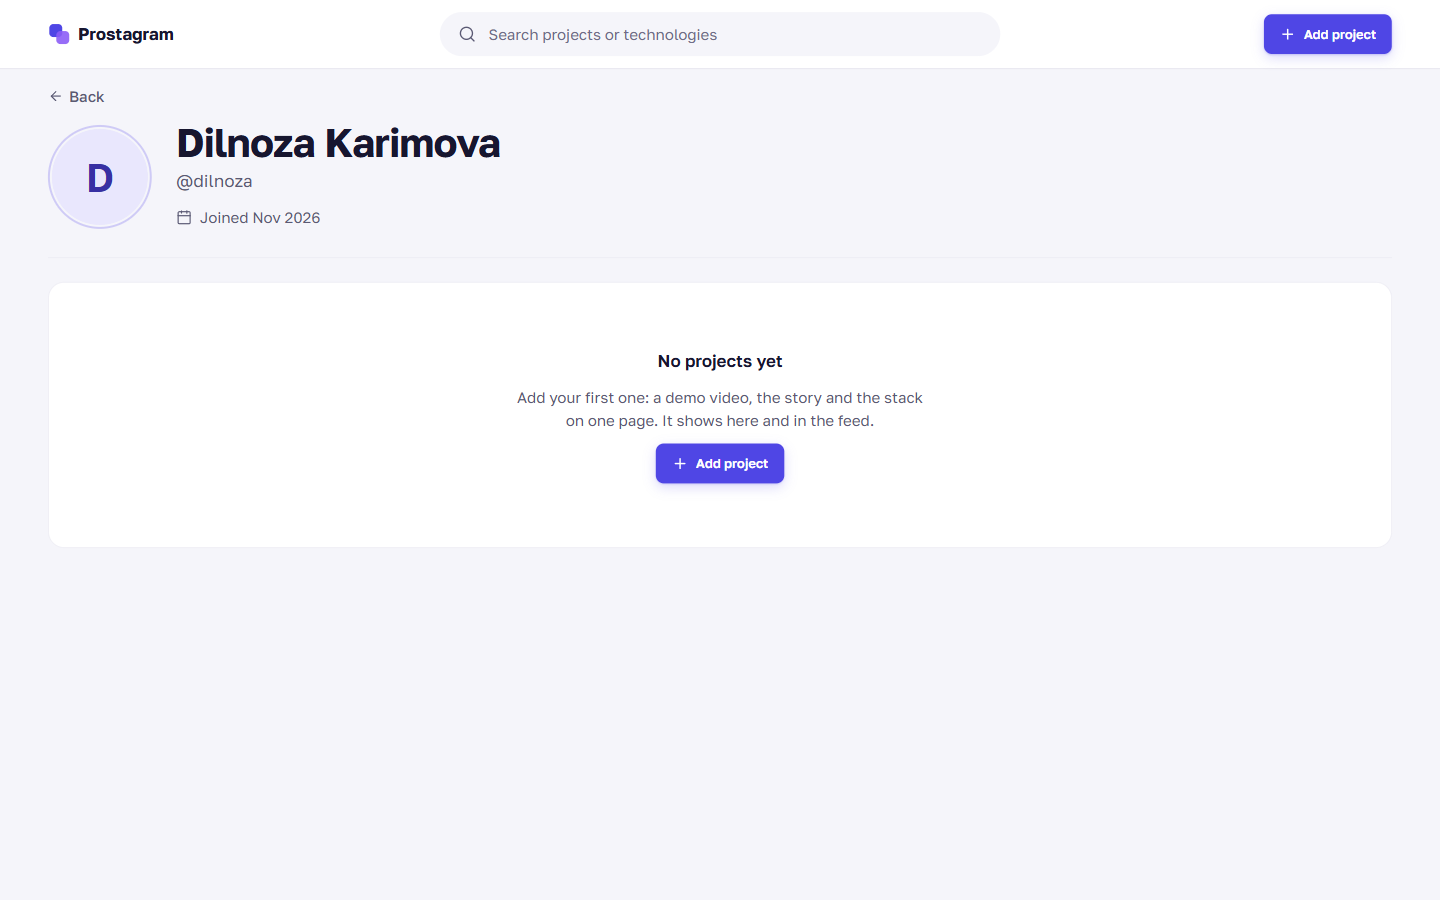 Prostagram
Search projects or technologies
Add project
Back
D
Dilnoza Karimova
@dilnoza
Joined Nov 2026
No projects yet
Add your first one: a demo video, the story and the stack
on one page. It shows here and in the feed.
Add project